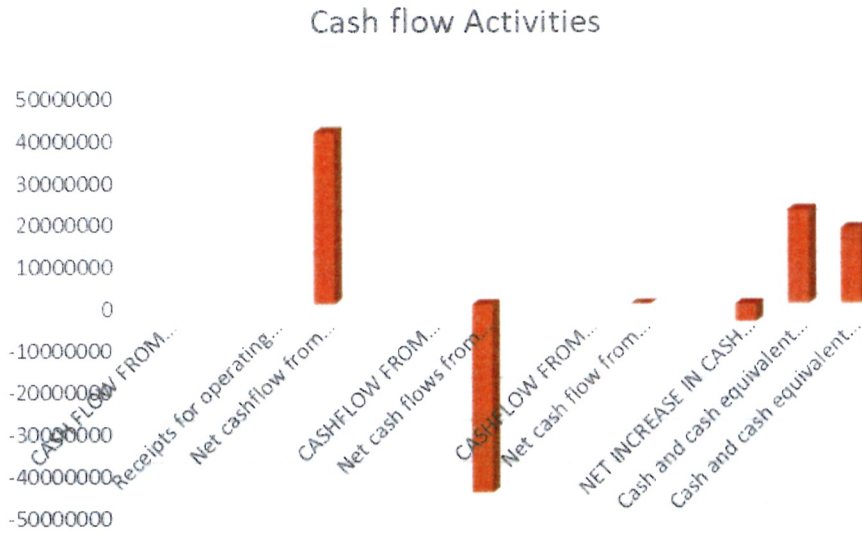 Cash flow Activities
50000000
40000000
30000000
20000000
10000000
0
-10000000
-20000000
-30000000
-40000000
-50000000
CASH FLOW FROM...
Receipts for operating...
Net cashflow from...
CASHFLOW FROM...
Net cash flows from...
CASHFLOW FROM...
Net cash flow from...
NET INCREASE IN CASH...
Cash and cash equivalent...
Cash and cash equivalent...